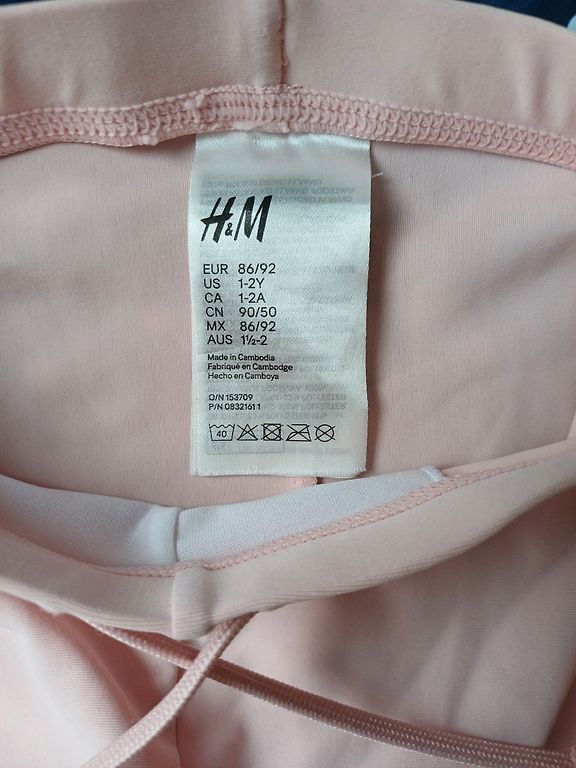 H&M
EUR 86/92
US 1-2Y
CA 1-2A
CN 90/50
MX 86/92
AUS 1½-2
Made in Cambodia
Fabriqué en Cambodge
Hecho en Camboya
O/N 153709
P/N 08321611
40